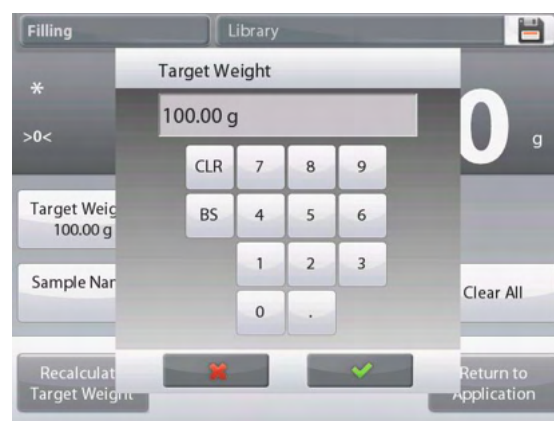 Filling
Library
Target Weight
*
100.00 g
>0<
0
g
CLR 7 8 9
BS 4 5 6
1 2 3
0 .
Target Weig
100.00 g
Sample Nar
Clear All
Recalculat
Target Weight
Return to
Application